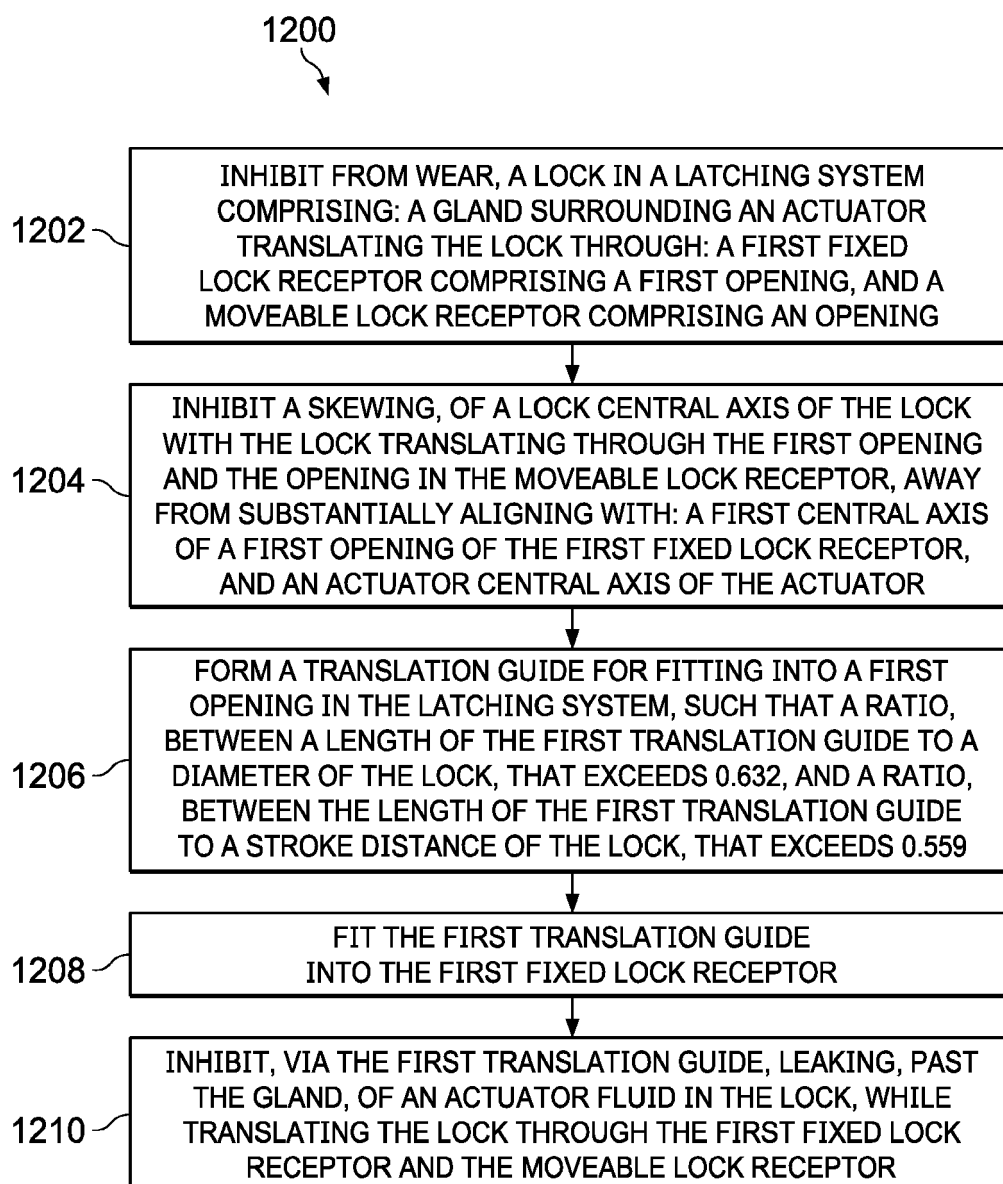 1200
1202
INHIBIT FROM WEAR, A LOCK IN A LATCHING SYSTEM
COMPRISING: A GLAND SURROUNDING AN ACTUATOR
TRANSLATING THE LOCK THROUGH: A FIRST FIXED
LOCK RECEPTOR COMPRISING A FIRST OPENING, AND A
MOVEABLE LOCK RECEPTOR COMPRISING AN OPENING
1204
INHIBIT A SKEWING, OF A LOCK CENTRAL AXIS OF THE LOCK
WITH THE LOCK TRANSLATING THROUGH THE FIRST OPENING
AND THE OPENING IN THE MOVEABLE LOCK RECEPTOR, AWAY
FROM SUBSTANTIALLY ALIGNING WITH: A FIRST CENTRAL AXIS
OF A FIRST OPENING OF THE FIRST FIXED LOCK RECEPTOR,
AND AN ACTUATOR CENTRAL AXIS OF THE ACTUATOR
1206
FORM A TRANSLATION GUIDE FOR FITTING INTO A FIRST
OPENING IN THE LATCHING SYSTEM, SUCH THAT A RATIO,
BETWEEN A LENGTH OF THE FIRST TRANSLATION GUIDE TO A
DIAMETER OF THE LOCK, THAT EXCEEDS 0.632, AND A RATIO,
BETWEEN THE LENGTH OF THE FIRST TRANSLATION GUIDE
TO A STROKE DISTANCE OF THE LOCK, THAT EXCEEDS 0.559
1208
FIT THE FIRST TRANSLATION GUIDE
INTO THE FIRST FIXED LOCK RECEPTOR
1210
INHIBIT, VIA THE FIRST TRANSLATION GUIDE, LEAKING, PAST
THE GLAND, OF AN ACTUATOR FLUID IN THE LOCK, WHILE
TRANSLATING THE LOCK THROUGH THE FIRST FIXED LOCK
RECEPTOR AND THE MOVEABLE LOCK RECEPTOR